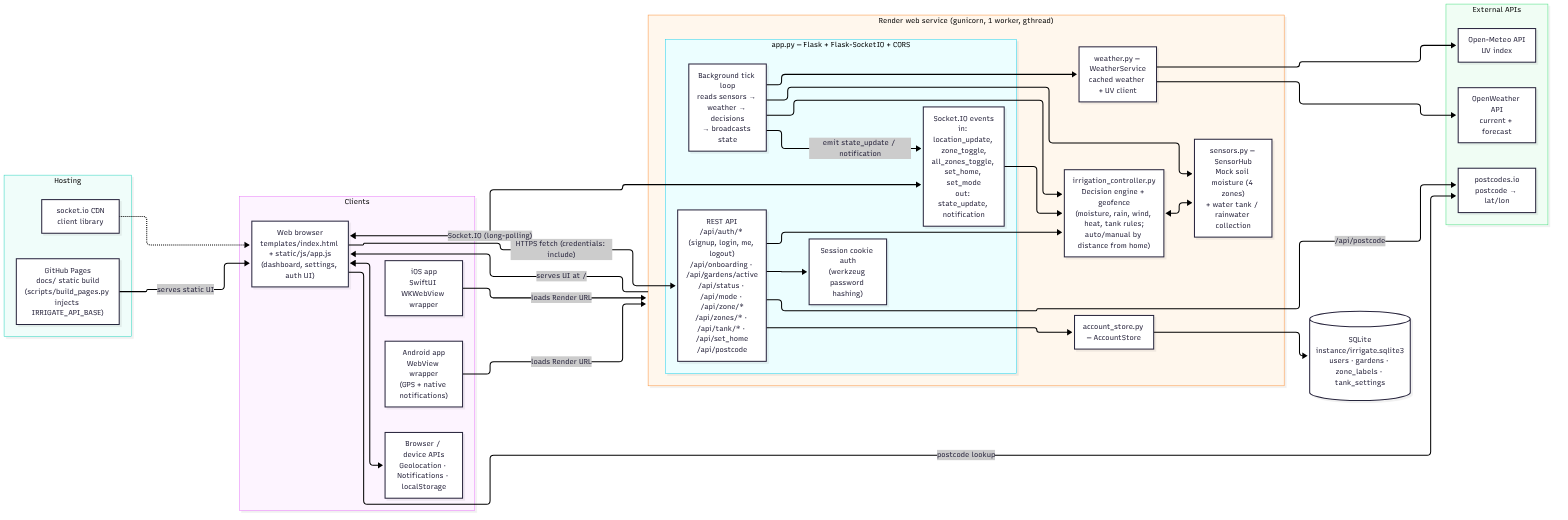 External APIs
Render web service (gunicorn, 1 worker, gthread)
app.py – Flask + Flask-SocketIO + CORS
Open-Meteo API
UV index
weather.py –
WeatherService
cached weather
+ UV client
Background tick
loop
reads sensors →
weather →
decisions
→ broadcasts
state
OpenWeather
API
current +
forecast
Socket.IO events
in:
location_update,
zone_toggle,
all_zones_toggle,
set_home,
set_mode
out:
state_update,
notification
emit state_update /
notification
sensors.py –
SensorHub
Mock soil
moisture (4
zones)
+ water tank /
rainwater
collection
irrigation_controller.py
Decision engine +
geofence
(moisture, rain, wind,
heat, tank rules;
auto/manual by
distance from home)
postcodes.io
postcode →
lat/lon
Hosting
socket.io CDN
client library
GitHub Pages
docs/ static build
(scripts/build_pages.py
injects
IRRIGATE_API_BASE)
serves static UI
Clients
Web browser
templates/index.html
+ static/js/app.js
(dashboard, settings,
auth UI)
Socket.IO (long-polling)
HTTPS fetch (credentials:
include)
serves UI at /
loads Render URL
iOS app
SwiftUI
WKWebView
wrapper
REST API
/api/auth/*
(signup, login, me,
logout)
/api/onboarding ·
/api/gardens/active
/api/status ·
/api/mode ·
/api/zone/*
/api/zones/* ·
/api/tank/* ·
/api/set_home
/api/postcode
Session cookie
auth
(werkzeug
password
hashing)
/api/postcode
account_store.py
– AccountStore
SQLite
instance/irrigate.sqlite3
users · gardens ·
zone_labels ·
tank_settings
Android app
WebView
wrapper
(GPS + native
notifications)
loads Render URL
Browser /
device APIs
Geolocation ·
Notifications ·
localStorage
postcode lookup